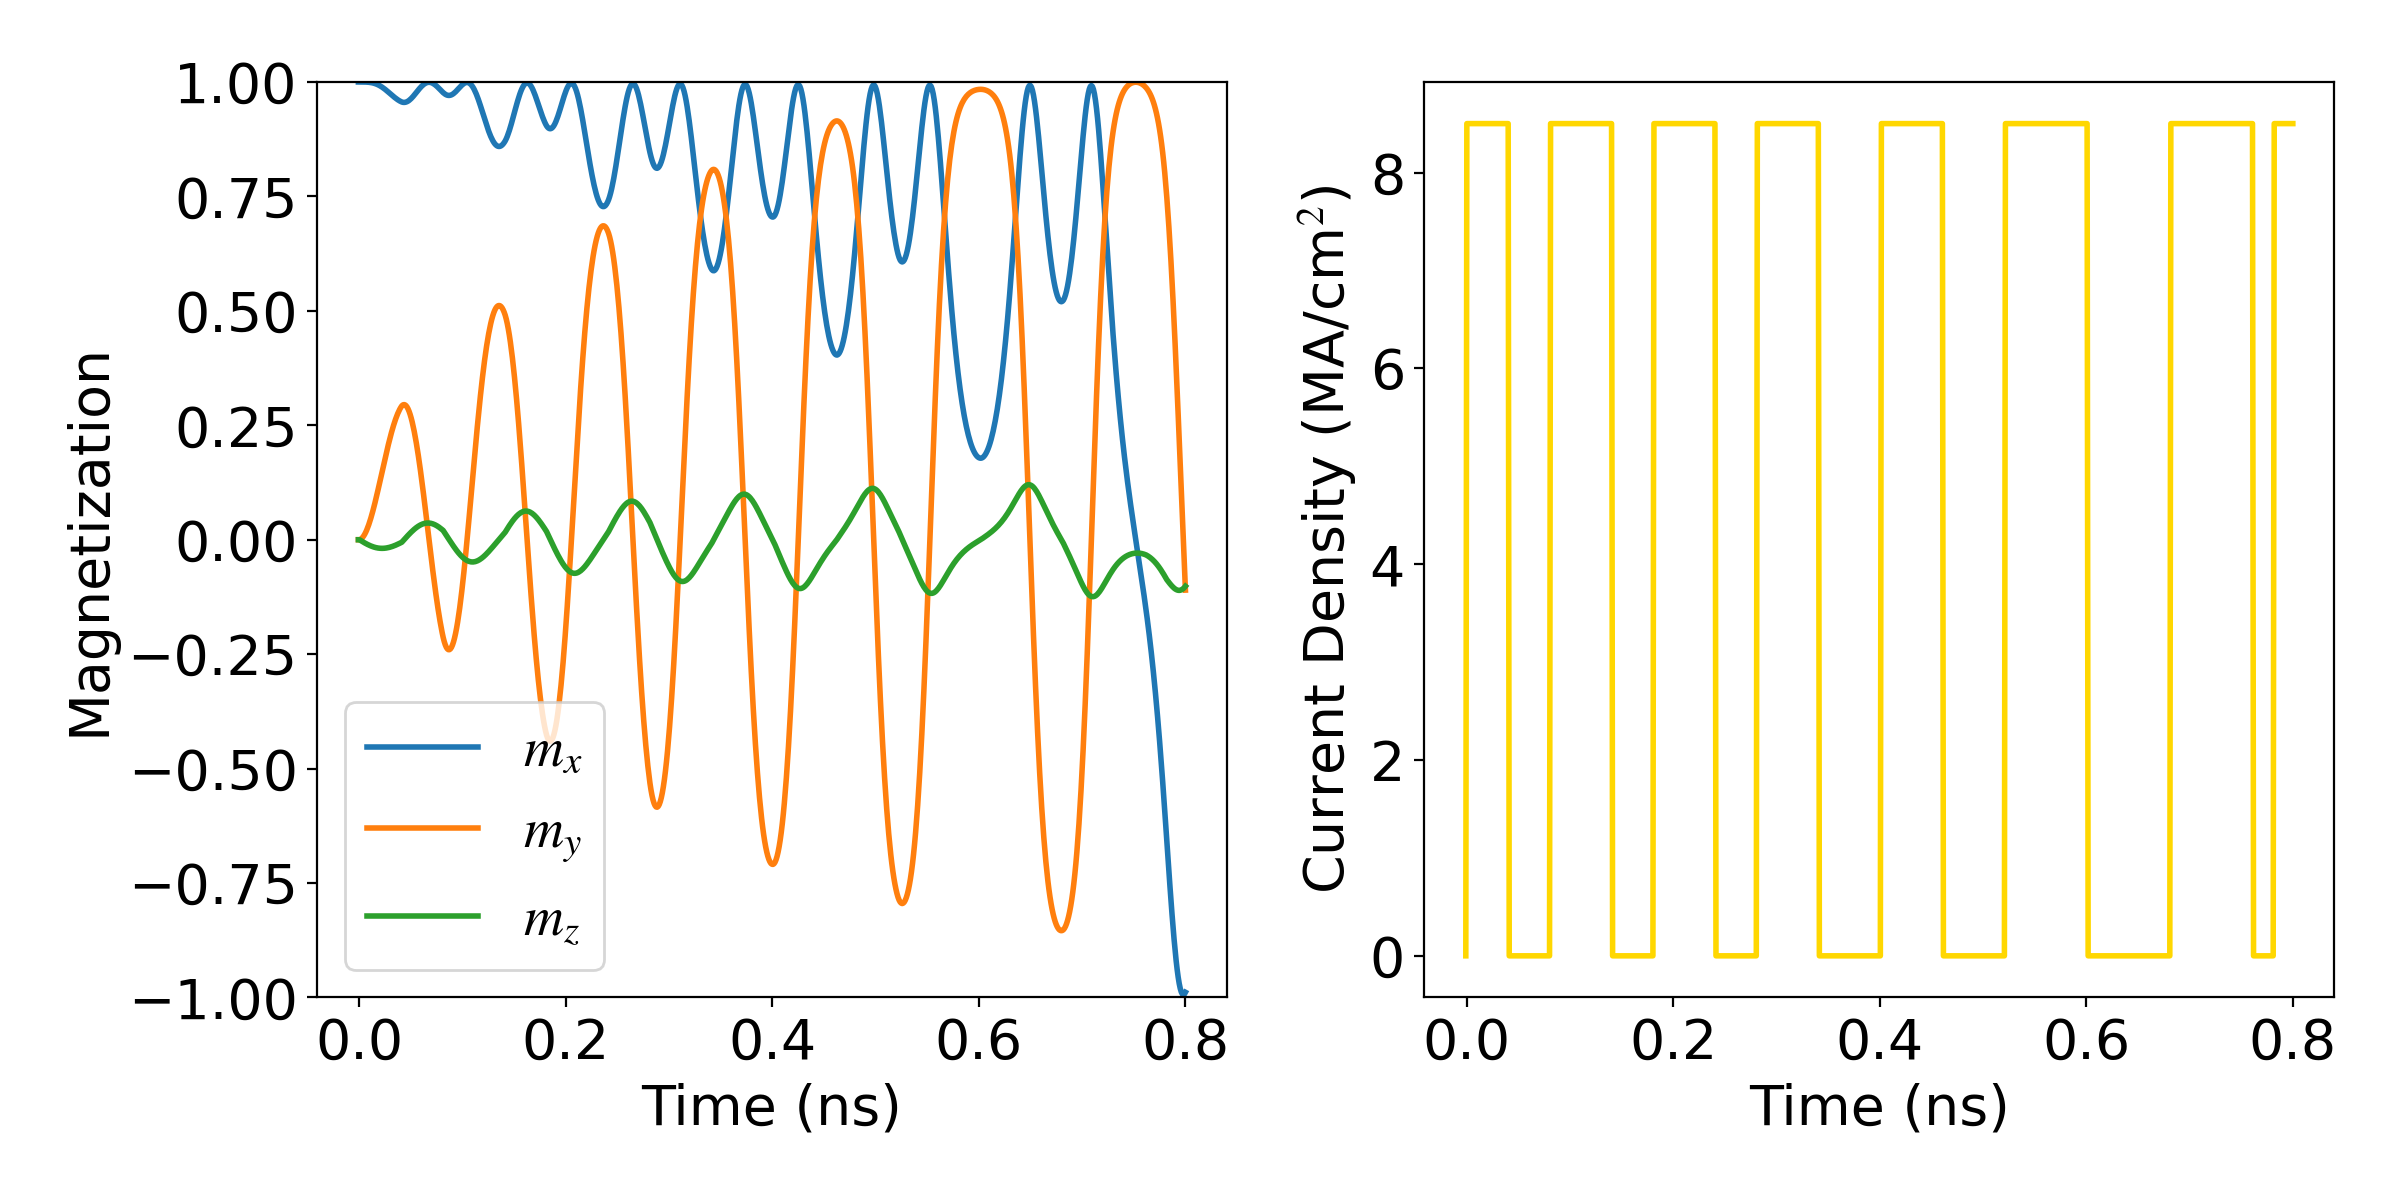 1.00
0.75
0.50
0.25
0.00
−0.25
−0.50
−0.75
−1.00
Magnetization
0.0 0.2 0.4 0.6 0.8
Time (ns)
m_x
m_y
m_z
8
6
4
2
0
Current Density (MA/cm²)
0.0 0.2 0.4 0.6 0.8
Time (ns)